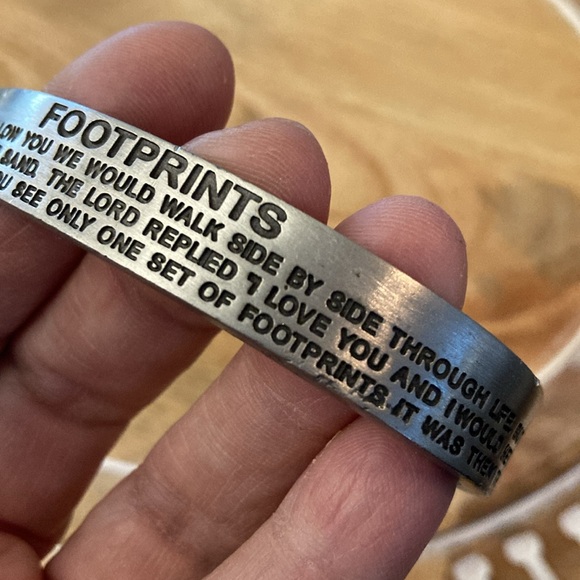 FOOTPRINTS
YOU WE WOULD WALK SIDE BY SIDE THROUGH LIFE
SAND. THE LORD REPLIED "I LOVE YOU AND I WOULD
SEE ONLY ONE SET OF FOOTPRINTS, IT WAS THEN